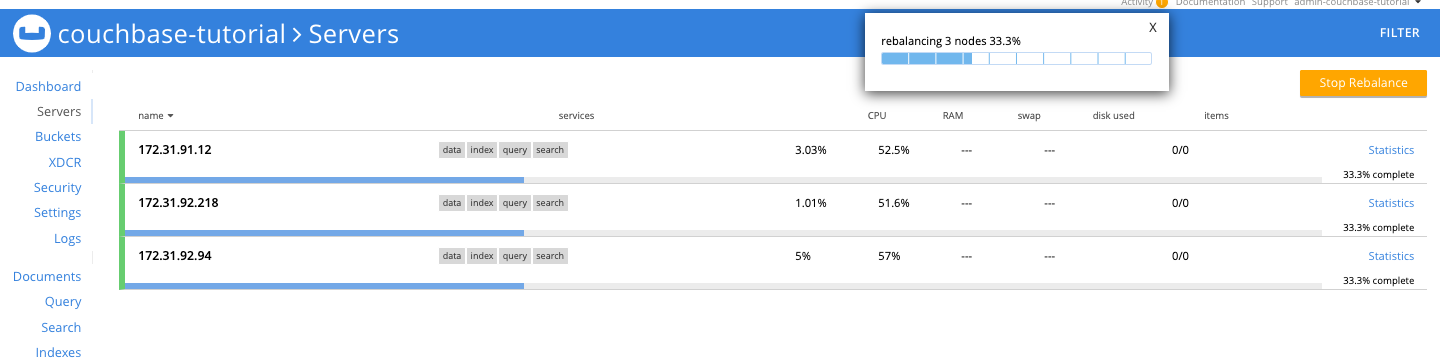 Activity 1 Documentation Support admin-couchbase-tutorial
couchbase-tutorial > Servers
X
rebalancing 3 nodes 33.3%
FILTER
Stop Rebalance
Dashboard
Servers
Buckets
XDCR
Security
Settings
Logs
Documents
Query
Search
Indexes
name services CPU RAM swap disk used items
172.31.91.12 data index query search 3.03% 52.5% --- --- 0/0 Statistics
33.3% complete
172.31.92.218 data index query search 1.01% 51.6% --- --- 0/0 Statistics
33.3% complete
172.31.92.94 data index query search 5% 57% --- --- 0/0 Statistics
33.3% complete